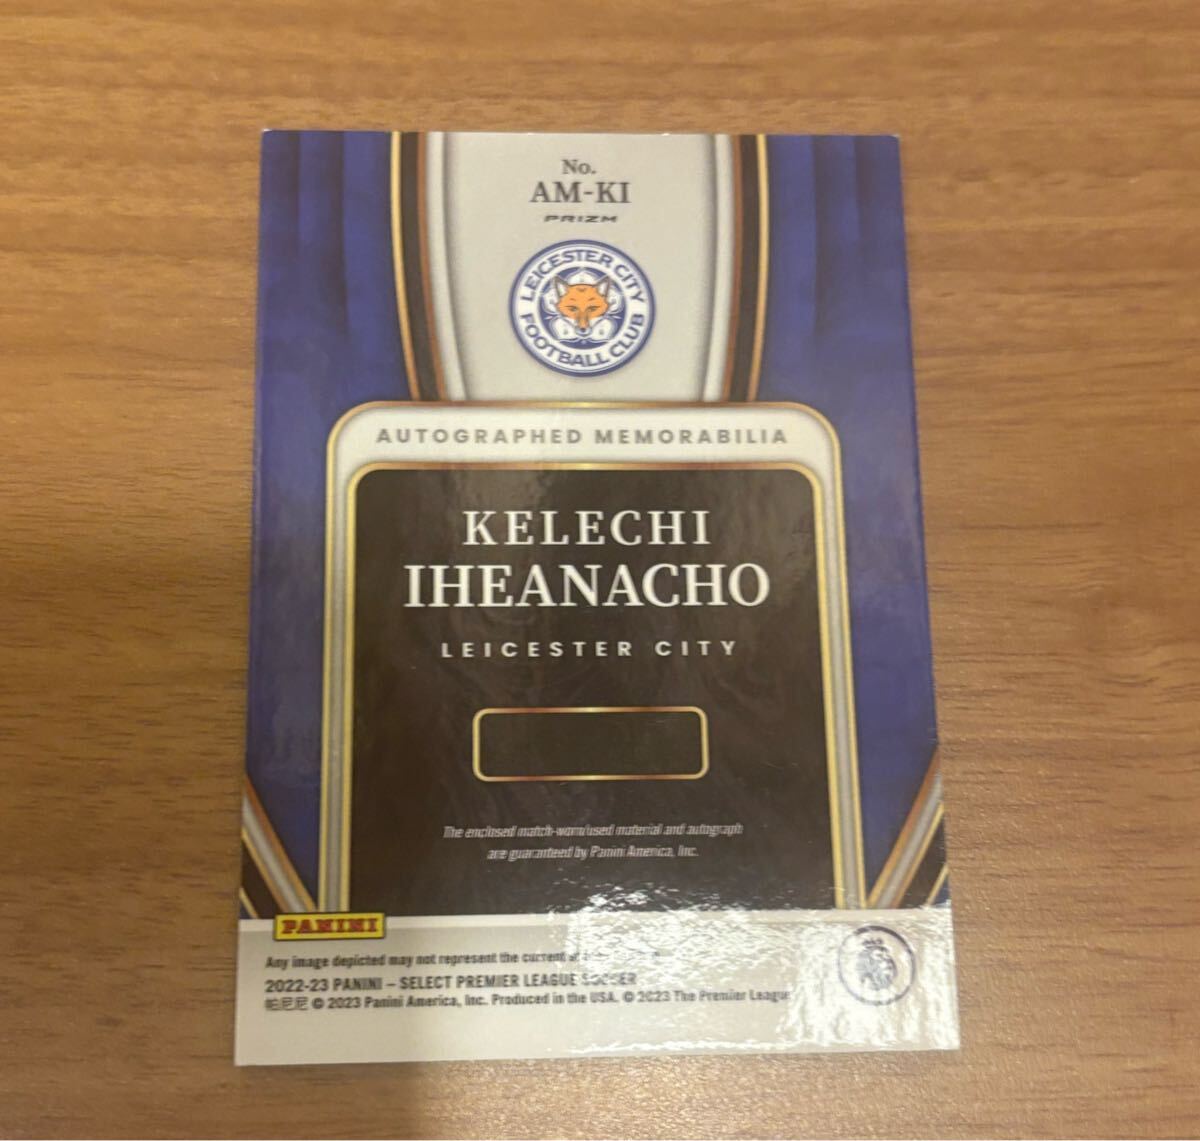 No.
AM-KI
PRIZM
LEICESTER CITY
FOOTBALL CLUB
AUTOGRAPHED MEMORABILIA
KELECHI
IHEANACHO
LEICESTER CITY
The enclosed match-worn/used material and autograph
are guaranteed by Panini America, Inc.
PANINI
Any image depicted may not represent the current
2022-23 PANINI – SELECT PREMIER LEAGUE SOCCER
帕尼尼 © 2023 Panini America, Inc. Produced in the USA. © 2023 The Premier League